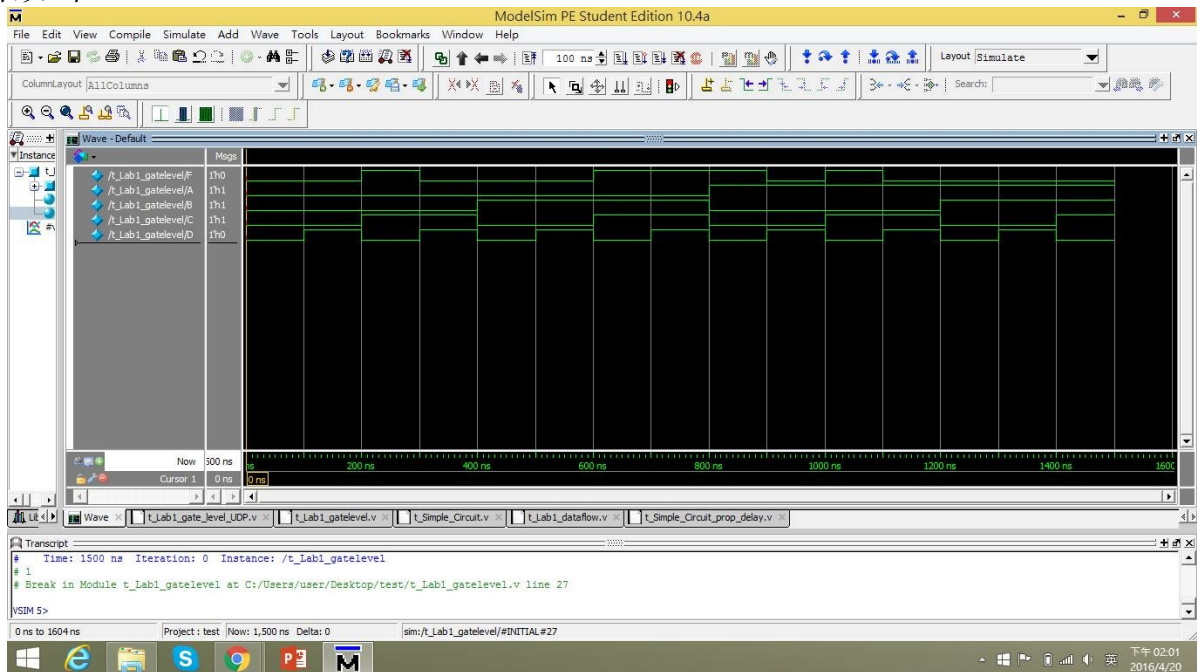 ModelSim PE Student Edition 10.4a
File Edit View Compile Simulate Add Wave Tools Layout Bookmarks Window Help
100 ns Layout Simulate
ColumnLayout AllColumns Search:
Wave - Default
Instance Msgs
/t_Lab1_gatelevel/F 1'h0
/t_Lab1_gatelevel/A 1'h1
/t_Lab1_gatelevel/B 1'h1
/t_Lab1_gatelevel/C 1'h1
/t_Lab1_gatelevel/D 1'h0
Now 500 ns ns 200 ns 400 ns 600 ns 800 ns 1000 ns 1200 ns 1400 ns 1600
Cursor 1 0 ns 0 ns
Wave t_Lab1_gate_level_UDP.v t_Lab1_gatelevel.v t_Simple_Circuit.v t_Lab1_dataflow.v t_Simple_Circuit_prop_delay.v
Transcript
# Time: 1500 ns Iteration: 0 Instance: /t_Lab1_gatelevel
# 1
# Break in Module t_Lab1_gatelevel at C:/Users/user/Desktop/test/t_Lab1_gatelevel.v line 27
VSIM 5>
0 ns to 1604 ns Project : test Now: 1,500 ns Delta: 0 sim:/t_Lab1_gatelevel/#INITIAL#27
英 下午 02:01
2016/4/20